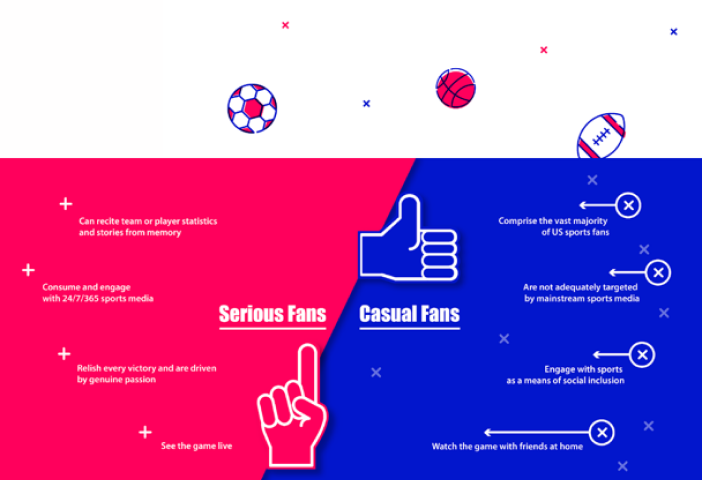 Serious Fans
Can recite team or player statistics
and stories from memory
Consume and engage
with 24/7/365 sports media
Relish every victory and are driven
by genuine passion
See the game live
Casual Fans
Comprise the vast majority
of US sports fans
Are not adequately targeted
by mainstream sports media
Engage with sports
as a means of social inclusion
Watch the game with friends at home